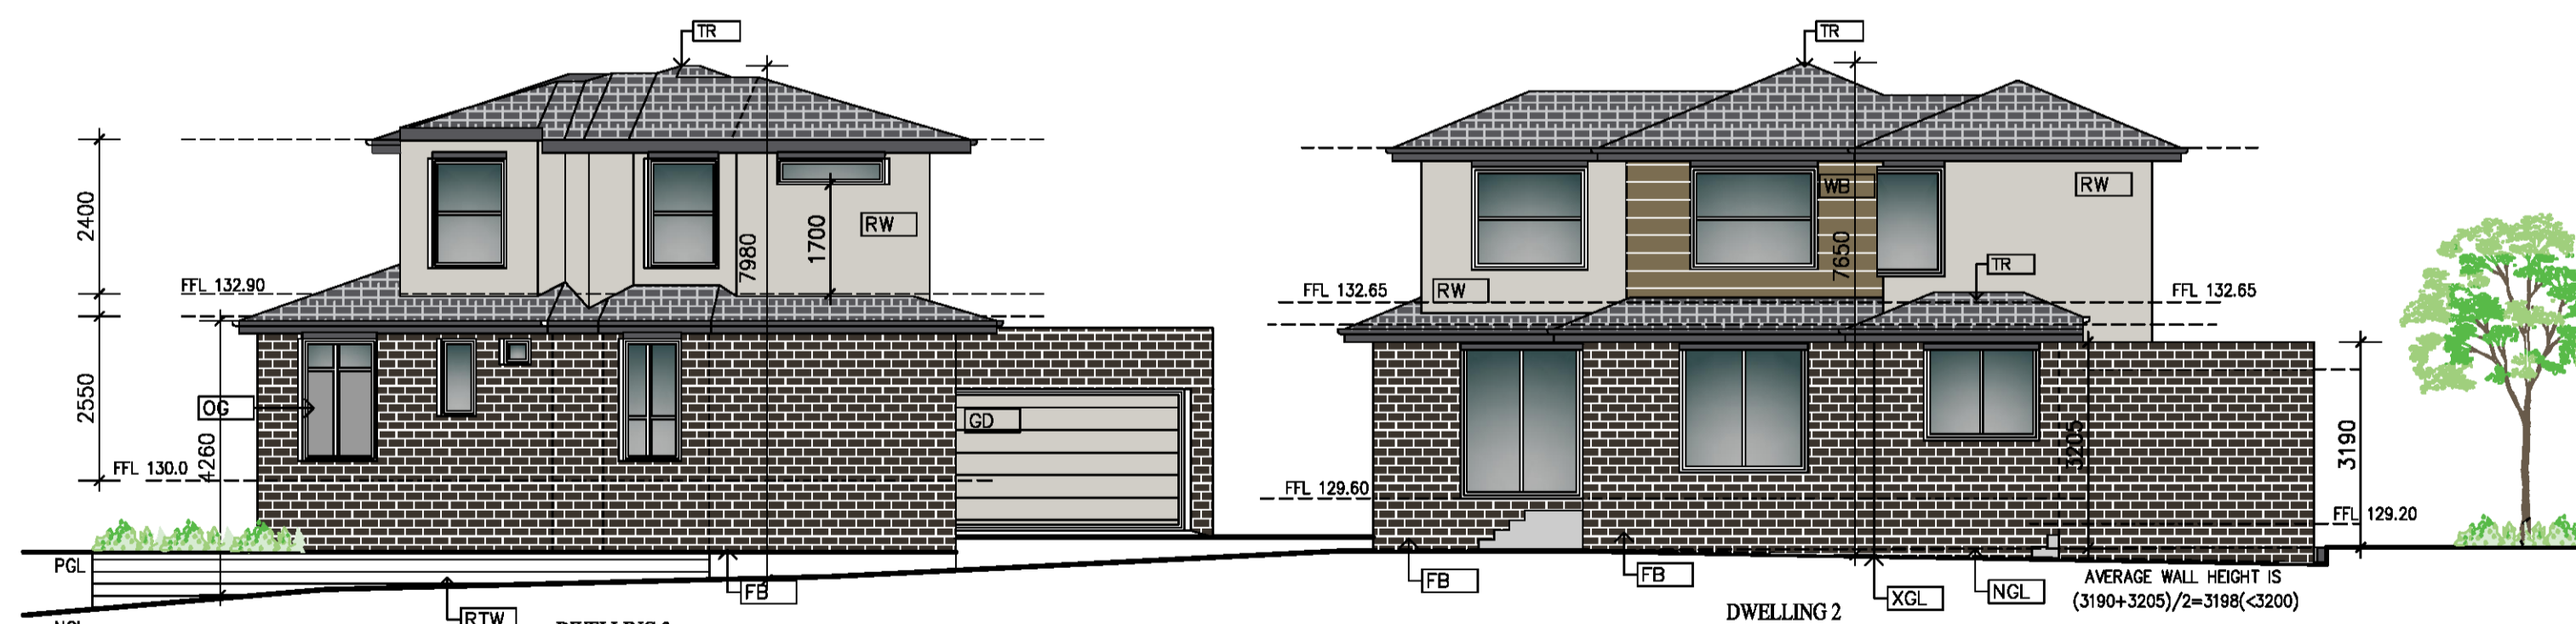 TR
2400
7980
1700
RW
FFL 132.90
2550
OG
4260
FFL 130.0
GD
PGL
FB
RTW
TR
WB
RW
7650
TR
FFL 132.65
RW
FFL 132.65
3205
3190
FFL 129.60
FFL 129.20
FB
FB
XGL
NGL
AVERAGE WALL HEIGHT IS
(3190+3205)/2=3198(<3200)
DWELLING 2